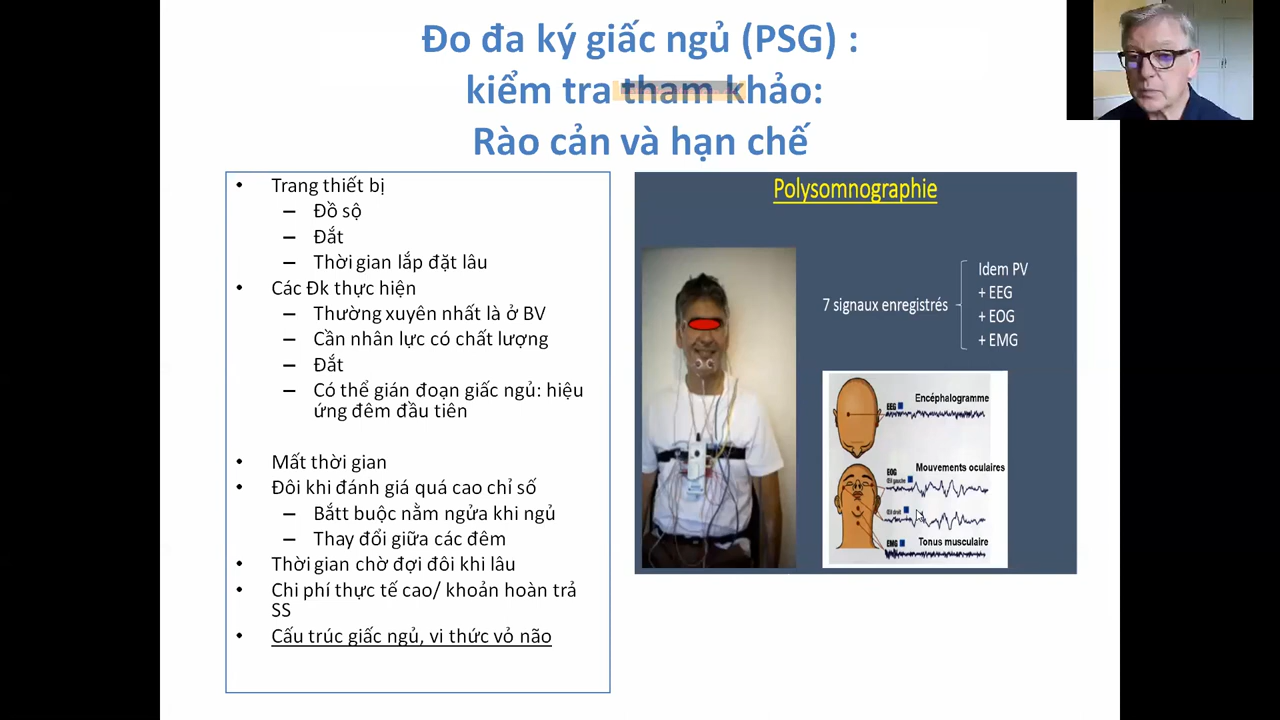 Đo đa ký giấc ngủ (PSG) :
kiểm tra tham khảo:
Rào cản và hạn chế
• Trang thiết bị
– Đồ sộ
– Đắt
– Thời gian lắp đặt lâu
• Các Đk thực hiện
– Thường xuyên nhất là ở BV
– Cần nhân lực có chất lượng
– Đắt
– Có thể gián đoạn giấc ngủ: hiệu
ứng đêm đầu tiên
• Mất thời gian
• Đôi khi đánh giá quá cao chỉ số
– Bắtt buộc nằm ngửa khi ngủ
– Thay đổi giữa các đêm
• Thời gian chờ đợi đôi khi lâu
• Chi phí thực tế cao/ khoản hoàn trả
SS
• Cấu trúc giấc ngủ, vi thức vỏ não
Polysomnographie
7 signaux enregistrés
Idem PV
+ EEG
+ EOG
+ EMG
Encéphalogramme
EEG
Mouvements oculaires
EOG
Œil gauche
Œil droit
Tonus musculaire
EMG